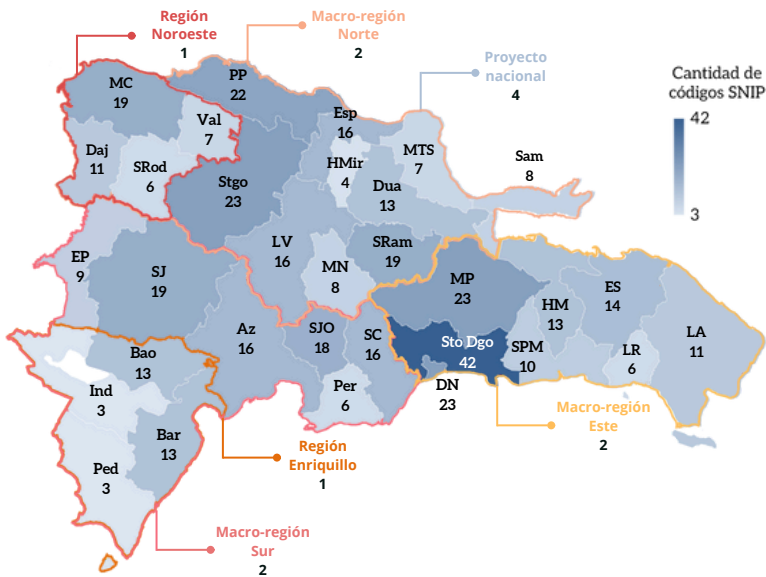 Región
Noroeste
1
Macro-región
Norte
2
Proyecto
nacional
4
Cantidad de
códigos SNIP
42
3
MC
19
PP
22
Val
7
Esp
16
Daj
11
SRod
6
Stgo
23
HMir
4
MTS
7
Sam
8
Dua
13
EP
9
SJ
19
LV
16
MN
8
SRam
19
MP
23
HM
13
ES
14
LA
11
Az
16
SJO
18
SC
16
Sto Dgo
42
SPM
10
LR
6
Bao
13
Per
6
DN
23
Ind
3
Bar
13
Ped
3
Macro-región
Este
2
Región
Enriquillo
1
Macro-región
Sur
2